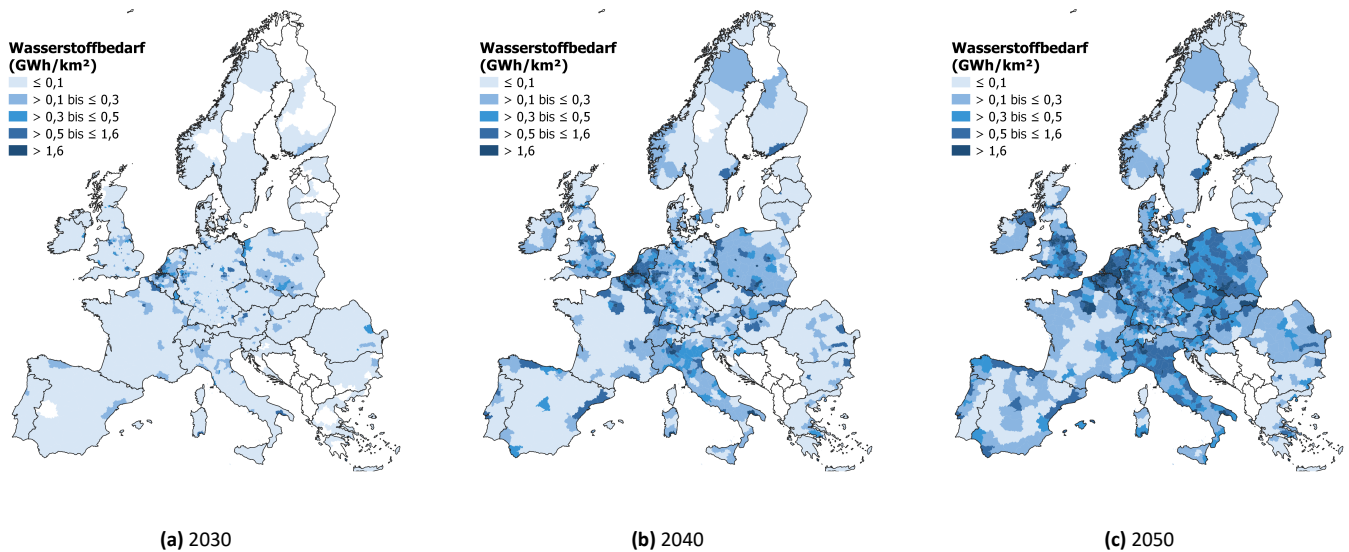 Wasserstoffbedarf
(GWh/km²)
≤ 0,1
> 0,1 bis ≤ 0,3
> 0,3 bis ≤ 0,5
> 0,5 bis ≤ 1,6
> 1,6
(a) 2030
Wasserstoffbedarf
(GWh/km²)
≤ 0,1
> 0,1 bis ≤ 0,3
> 0,3 bis ≤ 0,5
> 0,5 bis ≤ 1,6
> 1,6
(b) 2040
Wasserstoffbedarf
(GWh/km²)
≤ 0,1
> 0,1 bis ≤ 0,3
> 0,3 bis ≤ 0,5
> 0,5 bis ≤ 1,6
> 1,6
(c) 2050